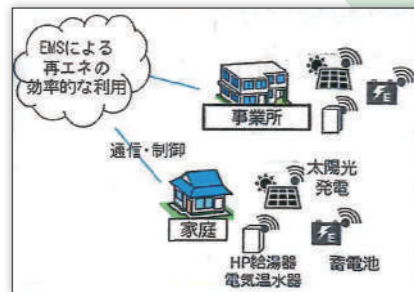 EMSによる
再エネの
効率的な利用
事業所
E
通信・制御
太陽光
発電
家庭
E
HP給湯器
電気温水器
蓄電池